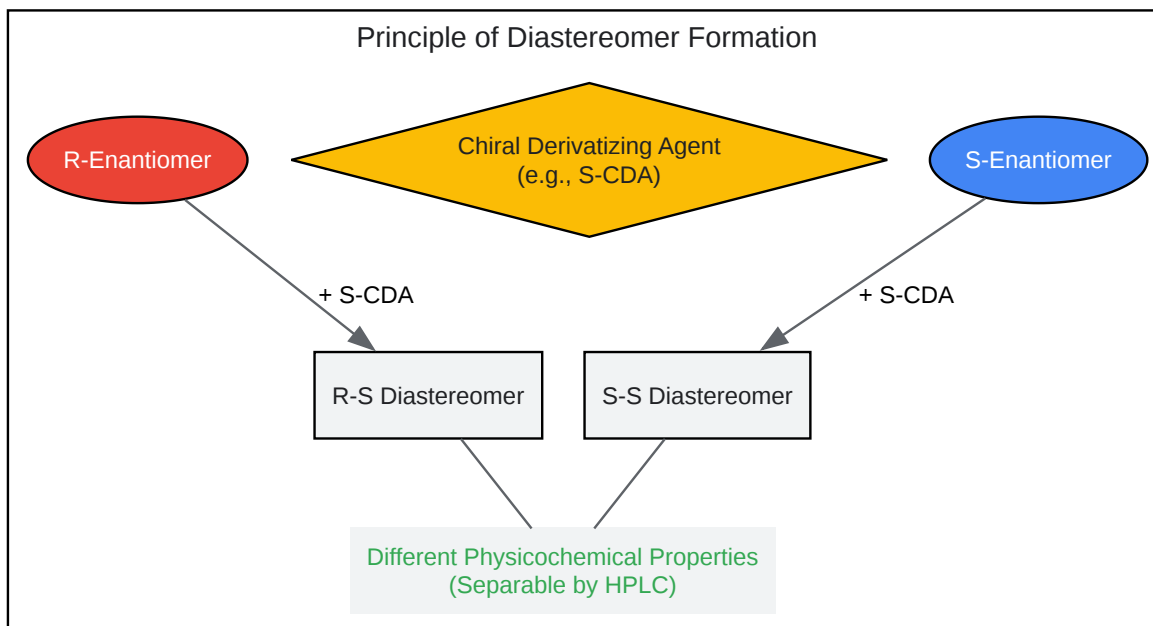 Principle of Diastereomer Formation
R-Enantiomer
Chiral Derivatizing Agent
(e.g., S-CDA)
S-Enantiomer
+ S-CDA
+ S-CDA
R-S Diastereomer
S-S Diastereomer
Different Physicochemical Properties
(Separable by HPLC)